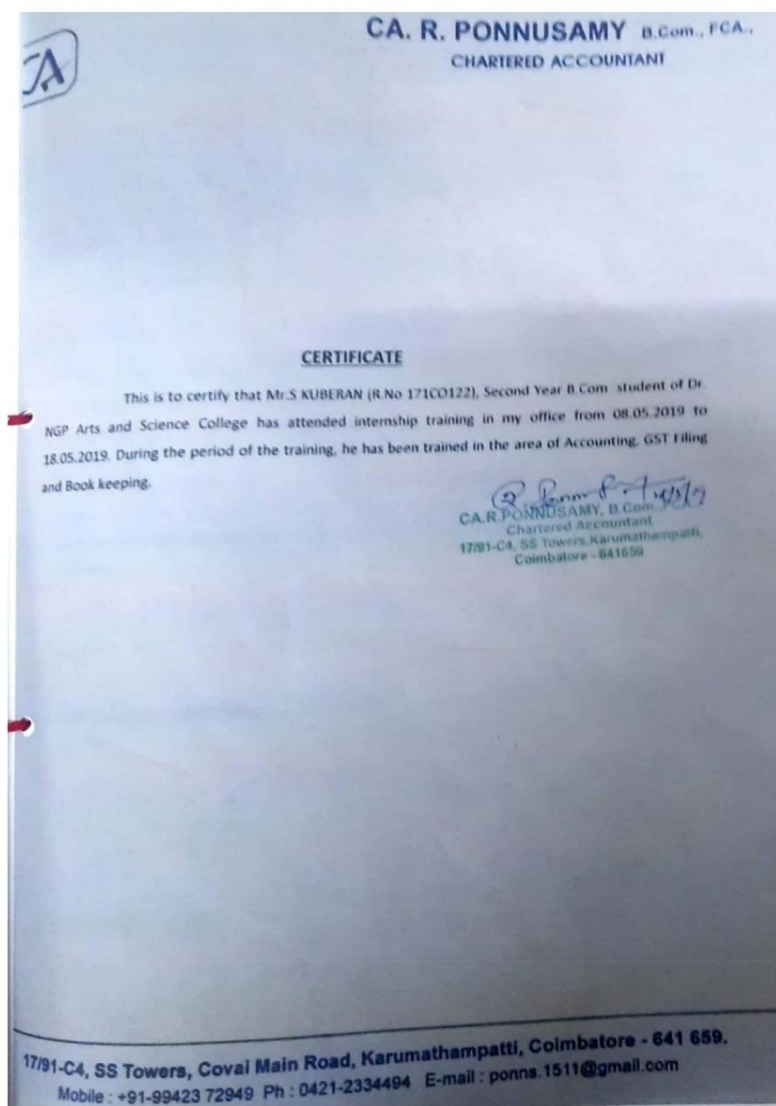 CA. R. PONNUSAMY B.Com., FCA.,
CHARTERED ACCOUNTANT
CA
CERTIFICATE
This is to certify that Mr.S KUBERAN (R.No 171CO122), Second Year B.Com student of Dr.
NGP Arts and Science College has attended internship training in my office from 08.05.2019 to
18.05.2019. During the period of the training, he has been trained in the area of Accounting, GST Filing
and Book keeping.
CA.R.PONNUSAMY, B.Com
Chartered Accountant
17/91-C4, SS Towers, Karumathampatti,
Coimbatore - 641659
17/91-C4, SS Towers, Covai Main Road, Karumathampatti, Coimbatore - 641 659.
Mobile : +91-99423 72949 Ph : 0421-2334494 E-mail : ponns.1511@gmail.com